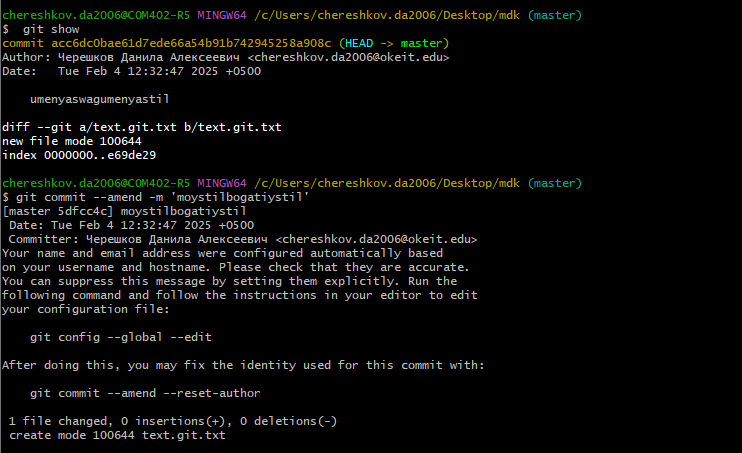 chereshkov.da2006@COM402-R5 MINGW64 /c/Users/chereshkov.da2006/Desktop/mdk (master)
$  git show
commit acc6dc0bae61d7ede66a54b91b742945258a908c (HEAD -> master)
Author: Черешков Данила Алексеевич <chereshkov.da2006@okeit.edu>
Date:   Tue Feb 4 12:32:47 2025 +0500
umenyaswagumenyastil
diff --git a/text.git.txt b/text.git.txt
new file mode 100644
index 0000000..e69de29
chereshkov.da2006@COM402-R5 MINGW64 /c/Users/chereshkov.da2006/Desktop/mdk (master)
$ git commit --amend -m 'moystilbogatiystil'
[master 5dfcc4c] moystilbogatiystil
Date: Tue Feb 4 12:32:47 2025 +0500
Committer: Черешков Данила Алексеевич <chereshkov.da2006@okeit.edu>
Your name and email address were configured automatically based
on your username and hostname. Please check that they are accurate.
You can suppress this message by setting them explicitly. Run the
following command and follow the instructions in your editor to edit
your configuration file:
git config --global --edit
After doing this, you may fix the identity used for this commit with:
git commit --amend --reset-author
1 file changed, 0 insertions(+), 0 deletions(-)
create mode 100644 text.git.txt